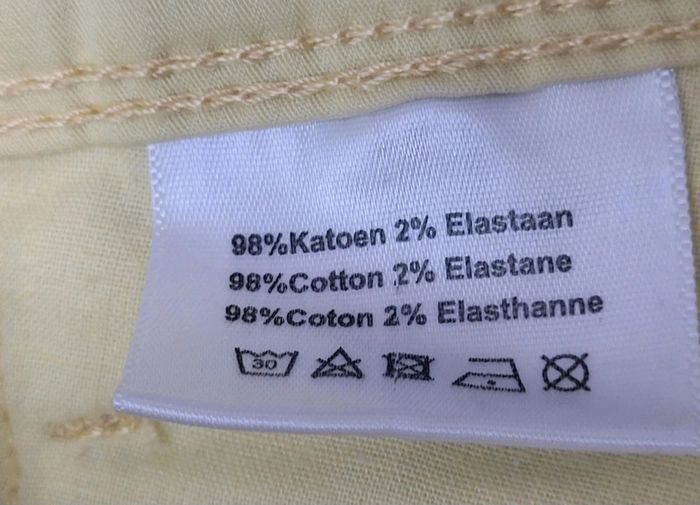 98%Katoen 2% Elastaan
98%Cotton 2% Elastane
98%Coton 2% Elasthanne
30